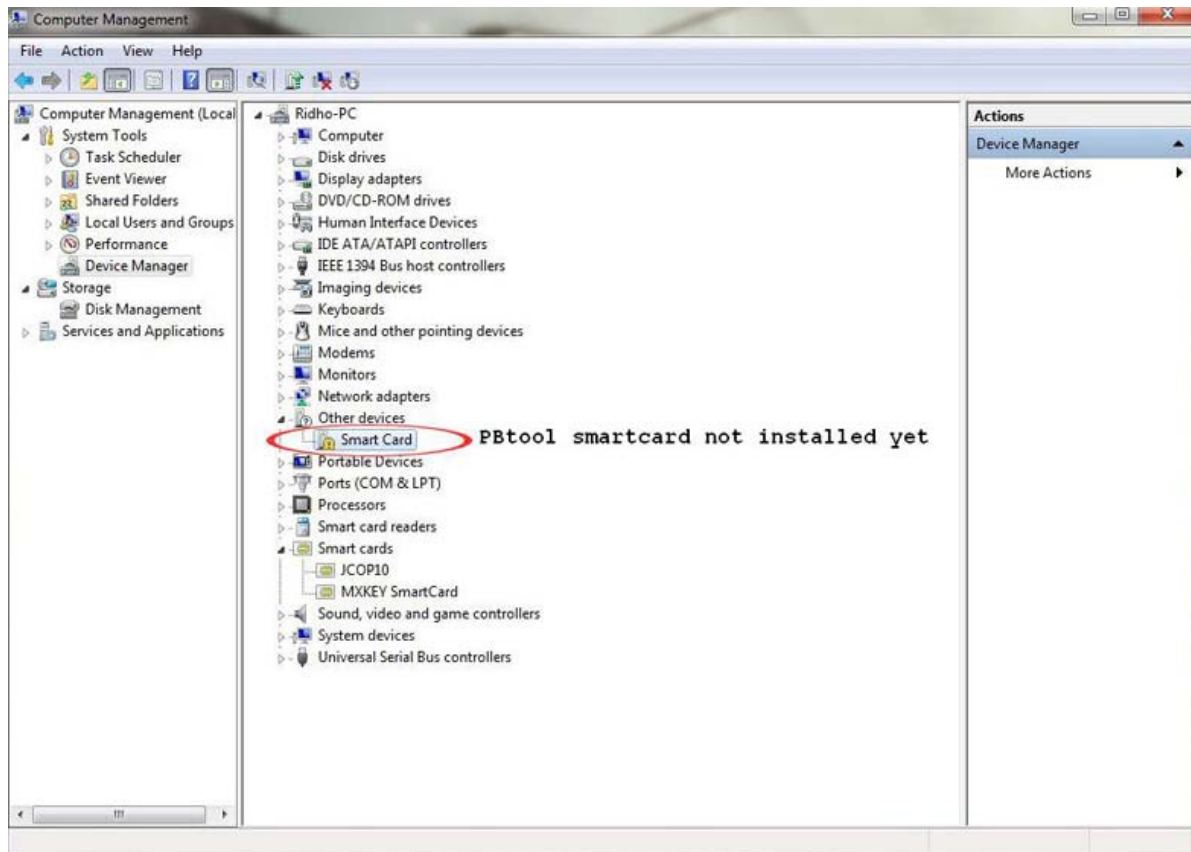 Computer Management
File Action View Help
Computer Management (Local
System Tools
Task Scheduler
Event Viewer
Shared Folders
Local Users and Groups
Performance
Device Manager
Storage
Disk Management
Services and Applications
Ridho-PC
Computer
Disk drives
Display adapters
DVD/CD-ROM drives
Human Interface Devices
IDE ATA/ATAPI controllers
IEEE 1394 Bus host controllers
Imaging devices
Keyboards
Mice and other pointing devices
Modems
Monitors
Network adapters
Other devices
Smart Card PBtool smartcard not installed yet
Portable Devices
Ports (COM & LPT)
Processors
Smart card readers
Smart cards
JCOP10
MXKEY SmartCard
Sound, video and game controllers
System devices
Universal Serial Bus controllers
Actions
Device Manager
More Actions